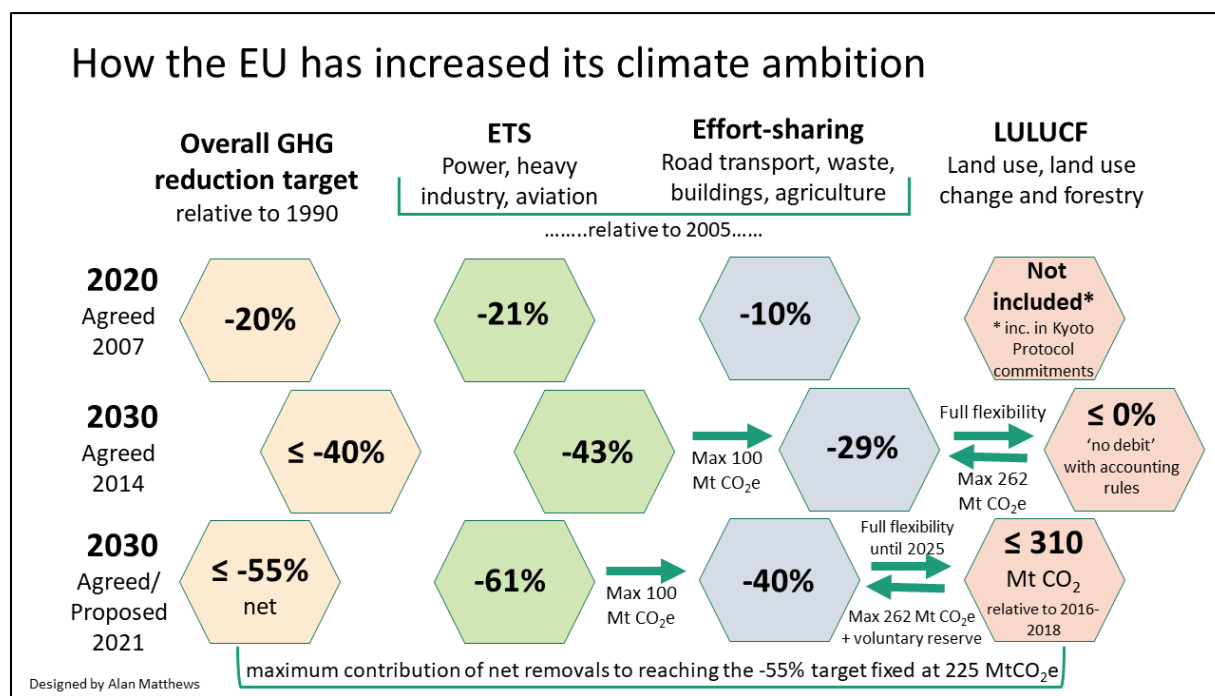 How the EU has increased its climate ambition
Overall GHG
reduction target
relative to 1990
ETS
Power, heavy
industry, aviation
Effort-sharing
Road transport, waste,
buildings, agriculture
LULUCF
Land use, land use
change and forestry
……..relative to 2005……
2020
Agreed
2007
-20%
-21%
-10%
Not
included*
* inc. in Kyoto
Protocol
commitments
2030
Agreed
2014
≤ -40%
-43%
Max 100
Mt CO₂e
-29%
Full flexibility
Max 262
Mt CO₂e
≤ 0%
‘no debit’
with accounting
rules
2030
Agreed/
Proposed
2021
≤ -55%
net
-61%
Max 100
Mt CO₂e
-40%
Full flexibility
until 2025
Max 262 Mt CO₂e
+ voluntary reserve
≤ 310
Mt CO₂
relative to 2016-
2018
maximum contribution of net removals to reaching the -55% target fixed at 225 MtCO₂e
Designed by Alan Matthews